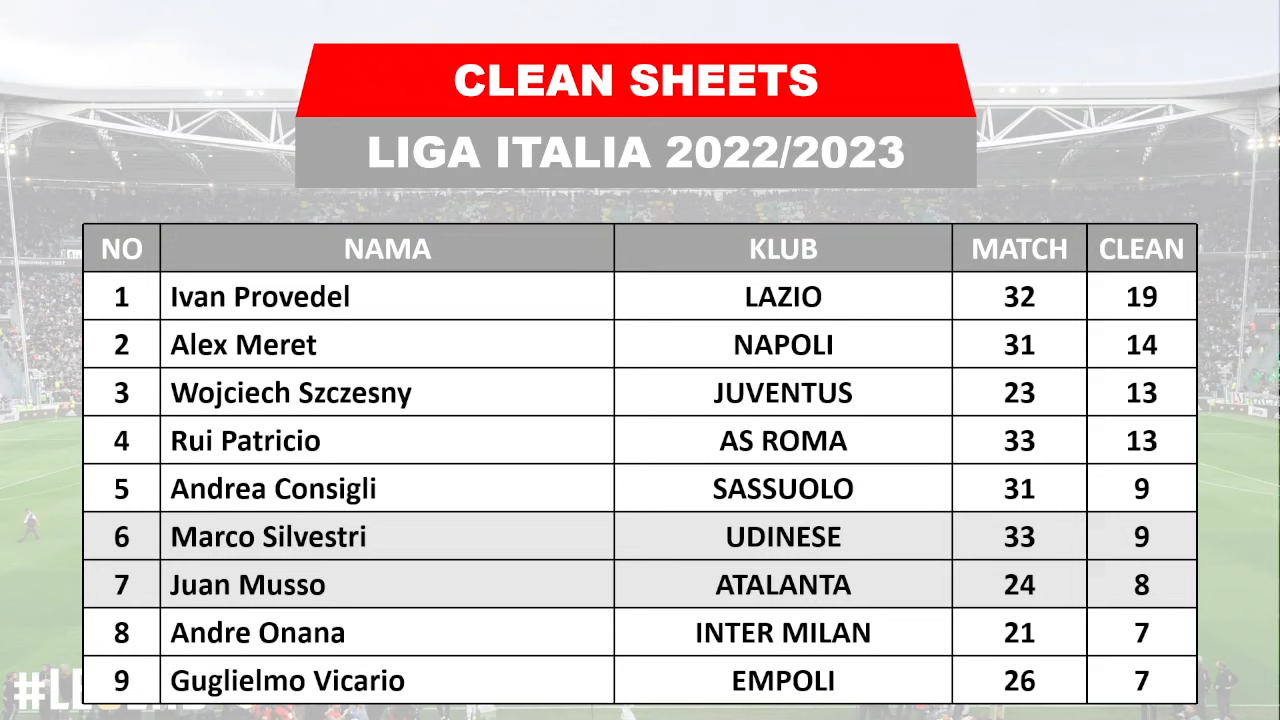 CLEAN SHEETS
LIGA ITALIA 2022/2023
NO NAMA KLUB MATCH CLEAN
1 Ivan Provedel LAZIO 32 19
2 Alex Meret NAPOLI 31 14
3 Wojciech Szczesny JUVENTUS 23 13
4 Rui Patricio AS ROMA 33 13
5 Andrea Consigli SASSUOLO 31 9
6 Marco Silvestri UDINESE 33 9
7 Juan Musso ATALANTA 24 8
8 Andre Onana INTER MILAN 21 7
9 Guglielmo Vicario EMPOLI 26 7